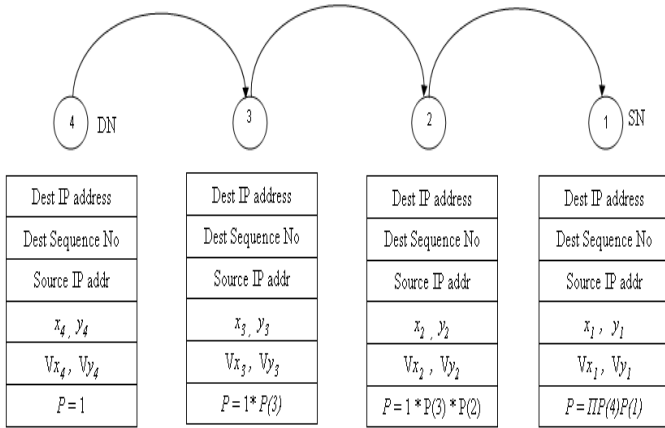 4 DN 3 2 1 SN
Dest IP address Dest IP address Dest IP address Dest IP address
Dest Sequence No Dest Sequence No Dest Sequence No Dest Sequence No
Source IP addr Source IP addr Source IP addr Source IP addr
x4, y4 x3, y3 x2, y2 x1, y1
Vx4, Vy4 Vx3, Vy3 Vx2, Vy2 Vx1, Vy1
P = 1 P = 1* P(3) P = 1 * P(3) * P(2) P = ΠP(4)P(1)